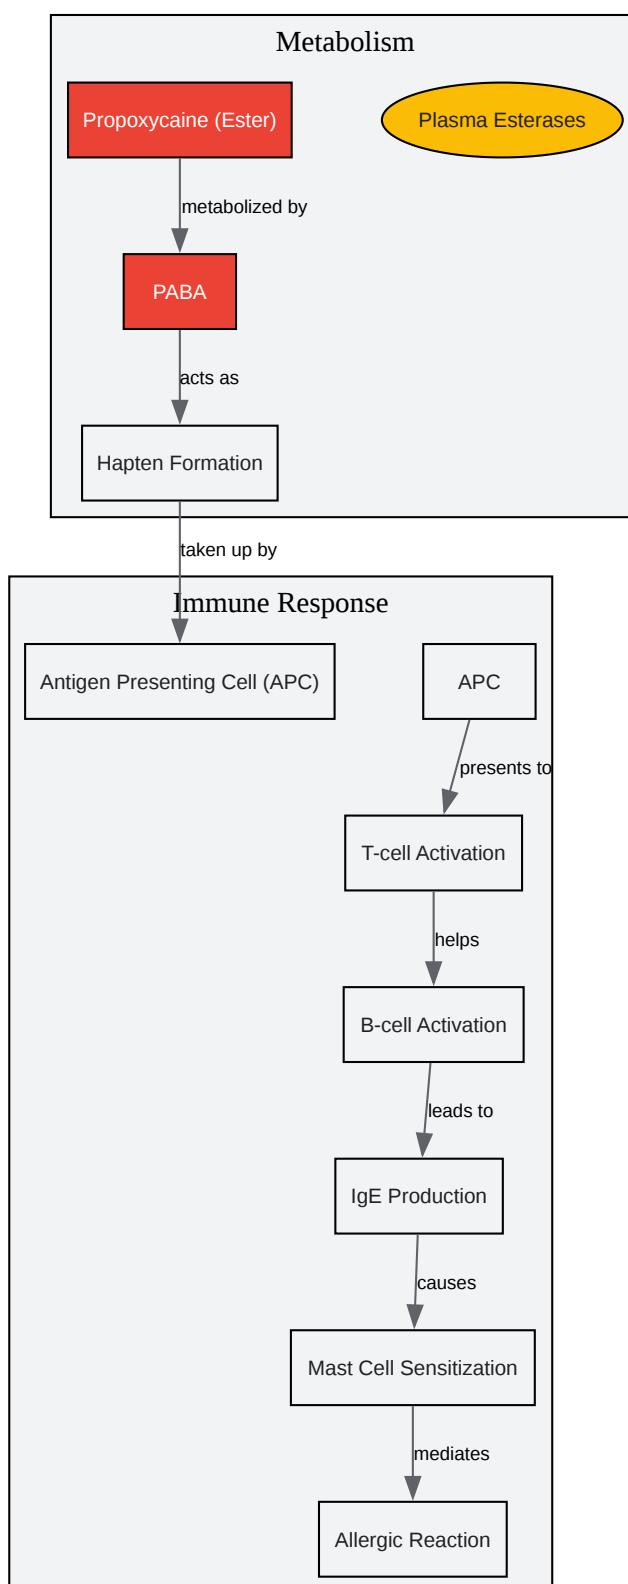 Metabolism
Propoxycaine (Ester)
Plasma Esterases
metabolized by
PABA
acts as
Hapten Formation
taken up by
Immune Response
Antigen Presenting Cell (APC)
APC
presents to
T-cell Activation
helps
B-cell Activation
leads to
IgE Production
causes
Mast Cell Sensitization
mediates
Allergic Reaction